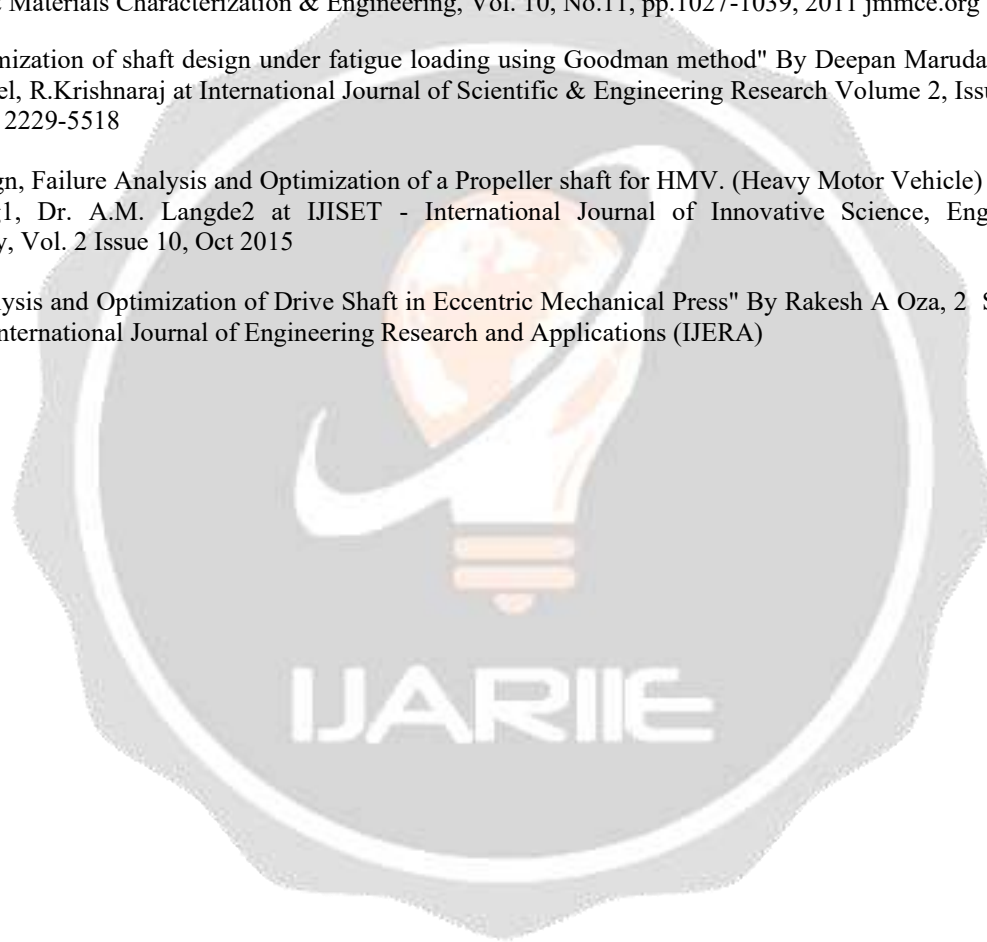 Materials Characterization & Engineering, Vol. 10, No.11, pp.1027-1039, 2011 jmmce.org
mization of shaft design under fatigue loading using Goodman method" By Deepan Maruda
el, R.Krishnaraj at International Journal of Scientific & Engineering Research Volume 2, Issu
2229-5518
gn, Failure Analysis and Optimization of a Propeller shaft for HMV. (Heavy Motor Vehicle)
g1, Dr. A.M. Langde2 at IJISET - International Journal of Innovative Science, Eng
y, Vol. 2 Issue 10, Oct 2015
lysis and Optimization of Drive Shaft in Eccentric Mechanical Press" By Rakesh A Oza, 2 S
nternational Journal of Engineering Research and Applications (IJERA)
IJARIIE